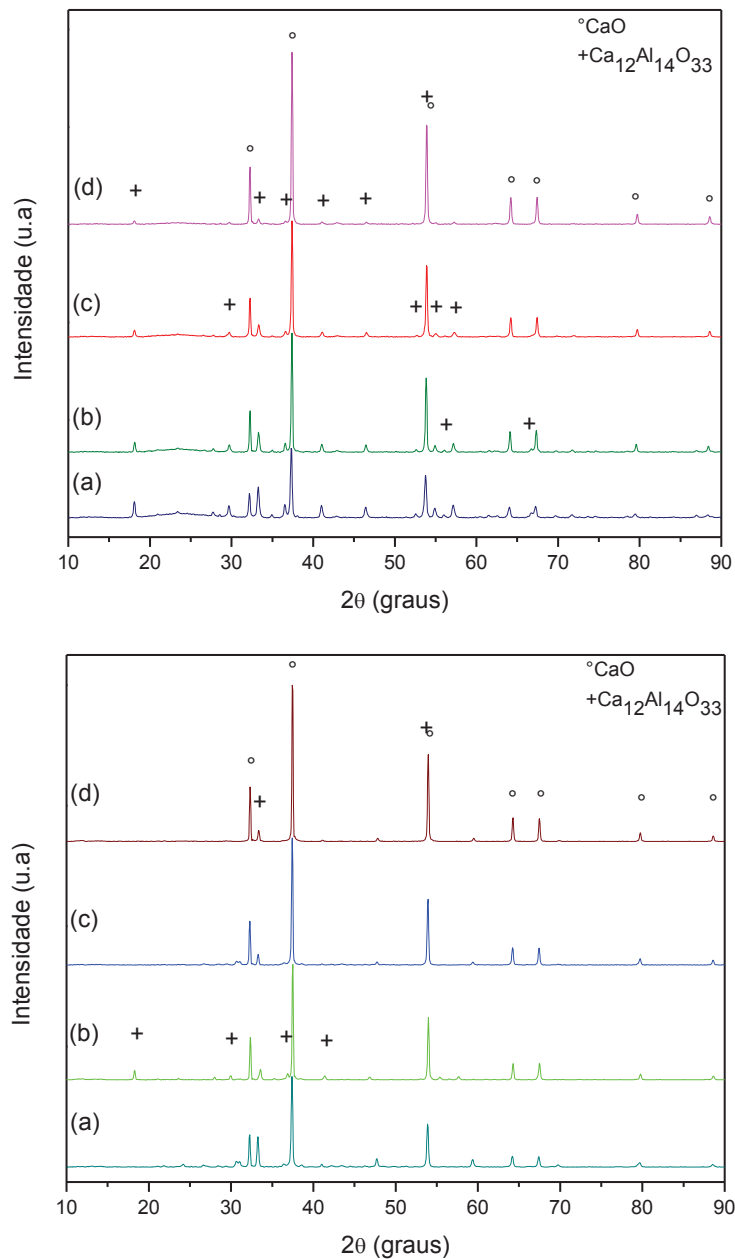 °CaO
+Ca12Al14O33
(d)
(c)
(b)
(a)
Intensidade (u.a)
10 20 30 40 50 60 70 80 90
2θ (graus)
°CaO
+Ca12Al14O33
(d)
(c)
(b)
(a)
Intensidade (u.a)
10 20 30 40 50 60 70 80 90
2θ (graus)